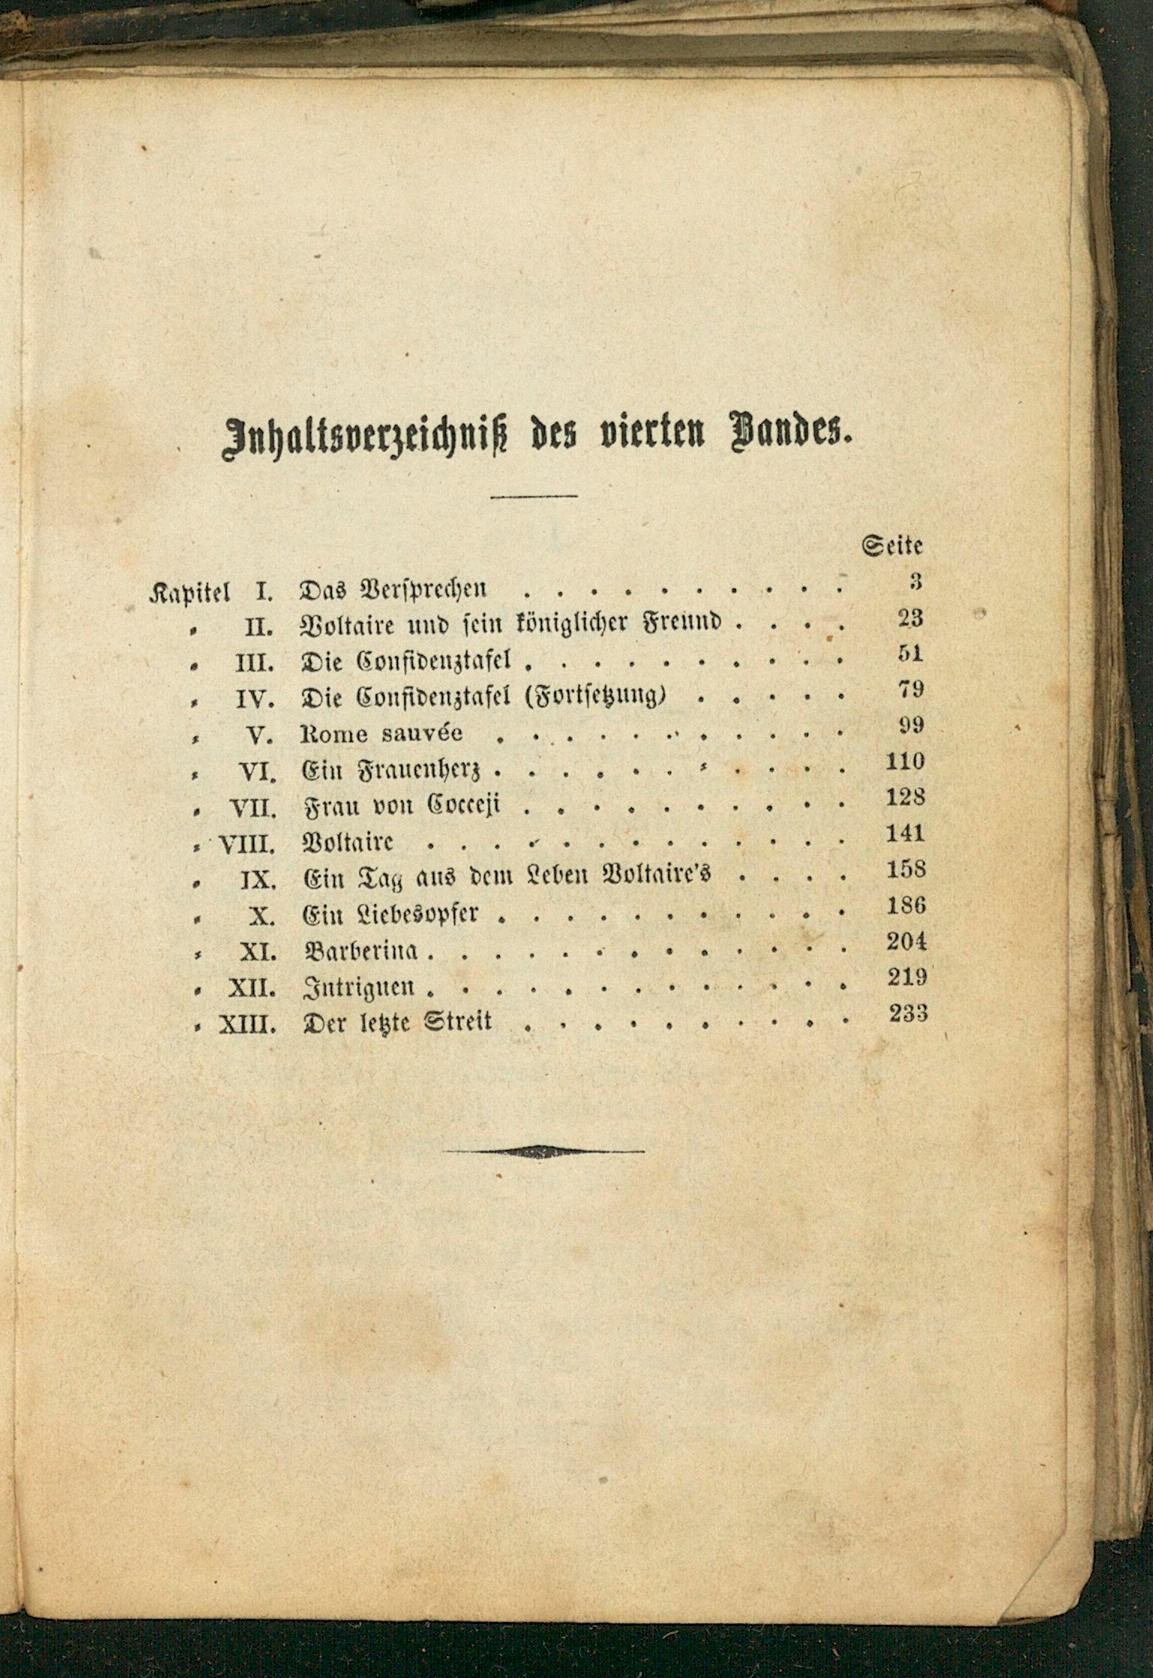 Inhaltsverzeichniß des vierten Bandes.
Seite
Kapitel I. Das Versprechen . . . . . . . . . . 3
„ II. Voltaire und sein königlicher Freund . . . . 23
„ III. Die Confidenztafel . . . . . . . . . . 51
„ IV. Die Confidenztafel (Fortsetzung) . . . . . 79
„ V. Rome sauvée . . . . . . . . . . . 99
„ VI. Ein Frauenherz . . . . . . . . . . . 110
„ VII. Frau von Cocceji . . . . . . . . . . 128
„ VIII. Voltaire . . . . . . . . . . . . . 141
„ IX. Ein Tag aus dem Leben Voltaire's . . . . 158
„ X. Ein Liebesopfer . . . . . . . . . . . 186
„ XI. Barberina . . . . . . . . . . . . . 204
„ XII. Intriguen . . . . . . . . . . . . . 219
„ XIII. Der letzte Streit . . . . . . . . . . 233